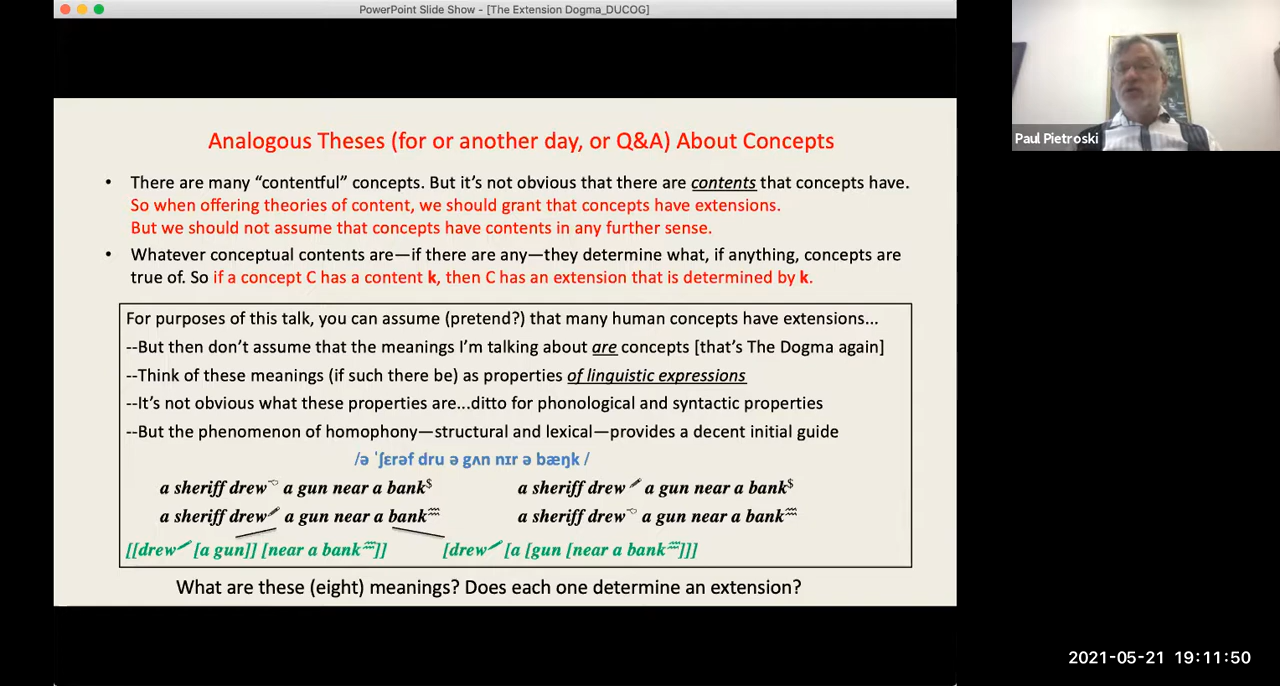 PowerPoint Slide Show - [The Extension Dogma_DUCOG]
Analogous Theses (for or another day, or Q&A) About Concepts
• There are many “contentful” concepts. But it’s not obvious that there are contents that concepts have.
So when offering theories of content, we should grant that concepts have extensions.
But we should not assume that concepts have contents in any further sense.
• Whatever conceptual contents are—if there are any—they determine what, if anything, concepts are
true of. So if a concept C has a content k, then C has an extension that is determined by k.
For purposes of this talk, you can assume (pretend?) that many human concepts have extensions...
--But then don’t assume that the meanings I’m talking about are concepts [that’s The Dogma again]
--Think of these meanings (if such there be) as properties of linguistic expressions
--It’s not obvious what these properties are...ditto for phonological and syntactic properties
--But the phenomenon of homophony—structural and lexical—provides a decent initial guide
/ə ˈʃɛrəf dru ə gʌn nɪr ə bæŋk /
a sheriff drew a gun near a bank$ a sheriff drew a gun near a bank$
a sheriff drew a gun near a bank a sheriff drew a gun near a bank
[[drew [a gun]] [near a bank]] [drew [a [gun [near a bank]]]
What are these (eight) meanings? Does each one determine an extension?
Paul Pietroski
2021-05-21 19:11:50